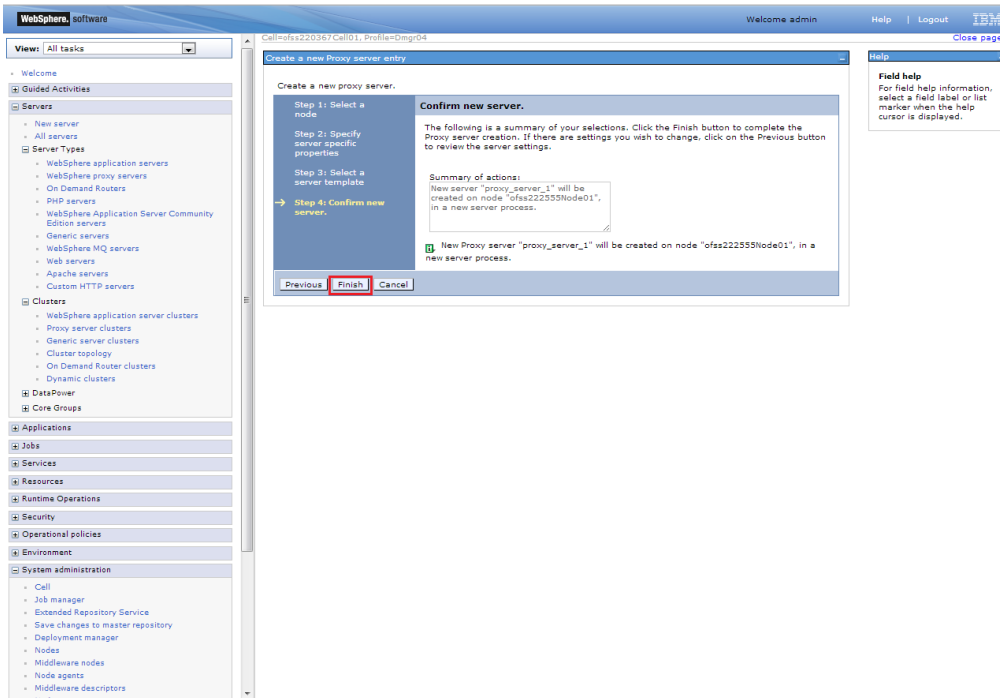 WebSphere. software
Welcome admin
Help | Logout
IBM
View: All tasks
Cell=ofss220367Cell01, Profile=Dmgr04
Close page
Welcome
Guided Activities
Servers
New server
All servers
Server Types
WebSphere application servers
WebSphere proxy servers
On Demand Routers
PHP servers
WebSphere Application Server Community
Edition servers
Generic servers
WebSphere MQ servers
Web servers
Apache servers
Custom HTTP servers
Clusters
WebSphere application server clusters
Proxy server clusters
Generic server clusters
Cluster topology
On Demand Router clusters
Dynamic clusters
DataPower
Core Groups
Applications
Jobs
Services
Resources
Runtime Operations
Security
Operational policies
Environment
System administration
Cell
Job manager
Extended Repository Service
Save changes to master repository
Deployment manager
Nodes
Middleware nodes
Node agents
Middleware descriptors
Create a new Proxy server entry
Create a new proxy server.
Step 1: Select a
node
Step 2: Specify
server specific
properties
Step 3: Select a
server template
Step 4: Confirm new
server.
Confirm new server.
The following is a summary of your selections. Click the Finish button to complete the
Proxy server creation. If there are settings you wish to change, click on the Previous button
to review the server settings.
Summary of actions:
New server "proxy_server_1" will be
created on node "ofss222555Node01",
in a new server process.
New Proxy server "proxy_server_1" will be created on node "ofss222555Node01", in a
new server process.
Previous Finish Cancel
Help
Field help
For field help information,
select a field label or list
marker when the help
cursor is displayed.